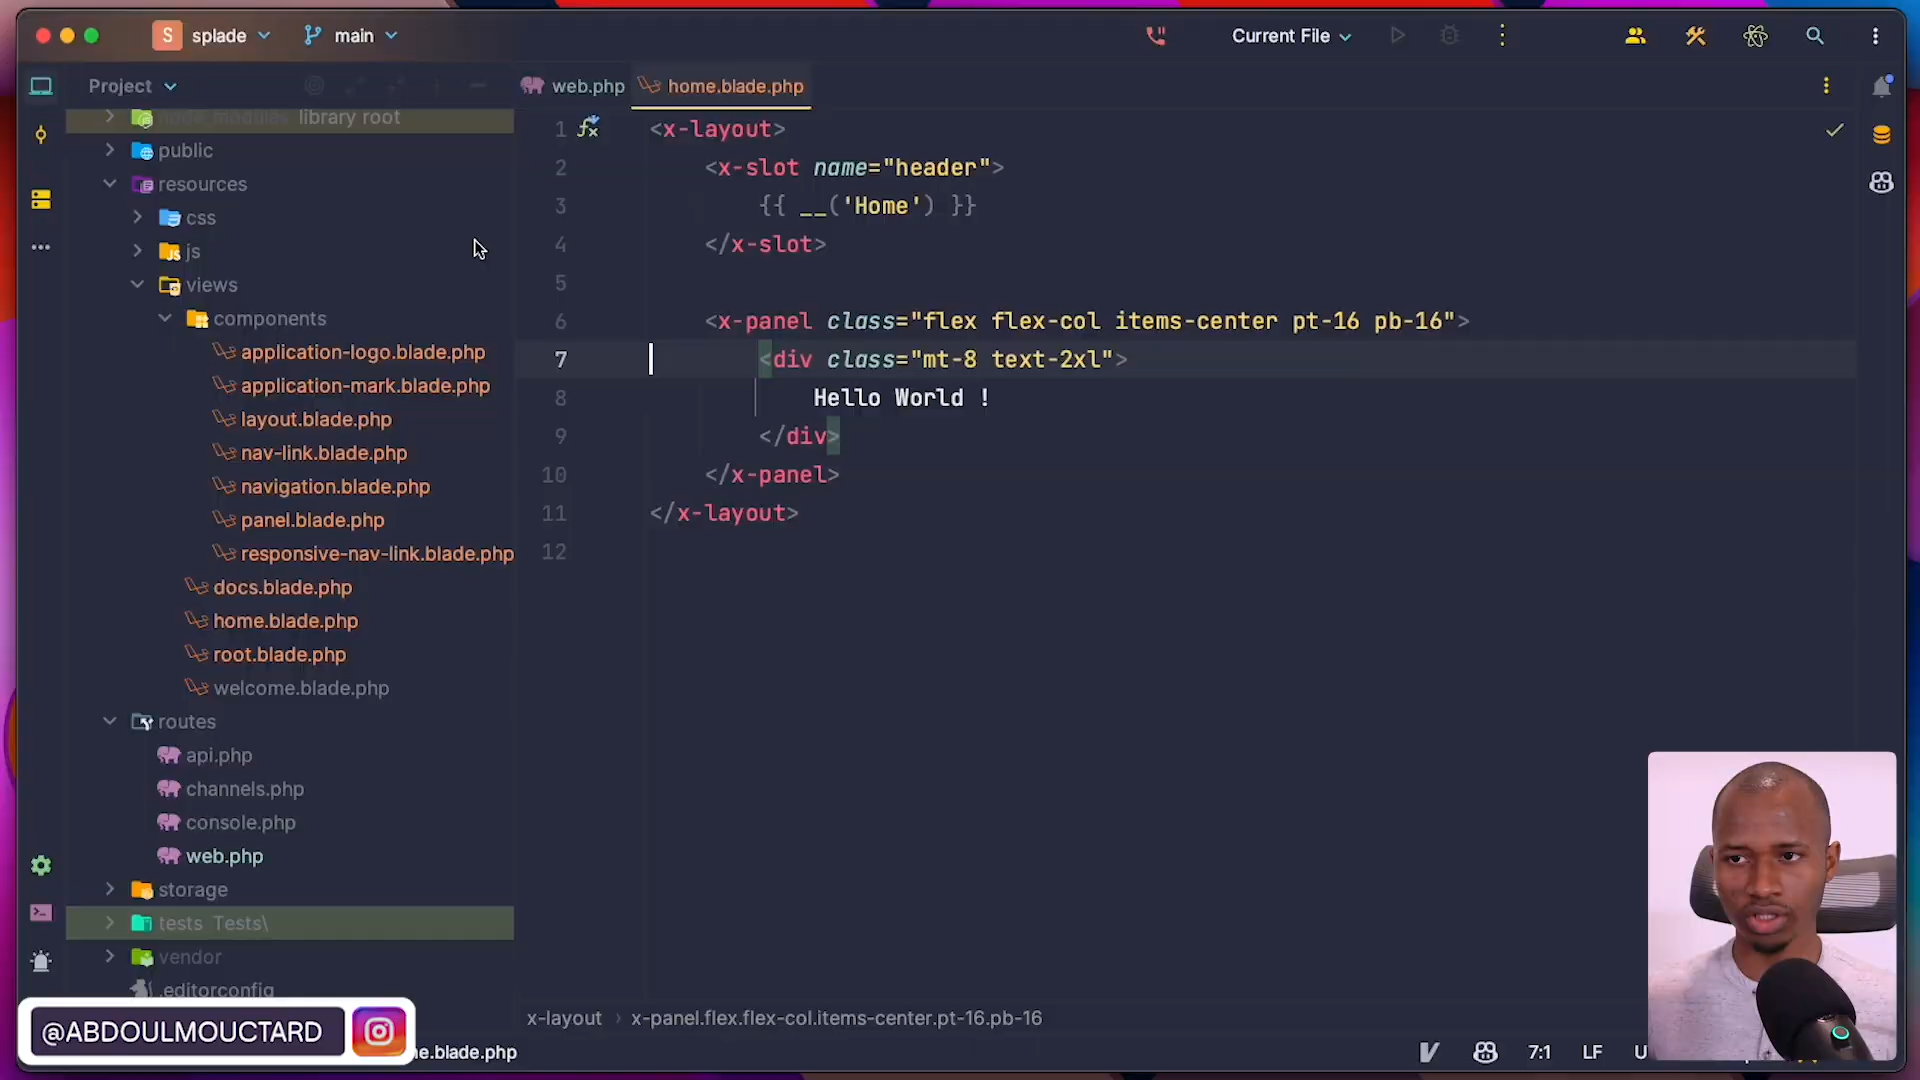 S splade main Current File
Project web.php home.blade.php
node_modules library root
public
resources
css
js
views
components
application-logo.blade.php
application-mark.blade.php
layout.blade.php
nav-link.blade.php
navigation.blade.php
panel.blade.php
responsive-nav-link.blade.php
docs.blade.php
home.blade.php
root.blade.php
welcome.blade.php
routes
api.php
channels.php
console.php
web.php
storage
tests Tests\
vendor
.editorconfig
1 <x-layout>
2 <x-slot name="header">
3 {{ __('Home') }}
4 </x-slot>
5
6 <x-panel class="flex flex-col items-center pt-16 pb-16">
7 <div class="mt-8 text-2xl">
8 Hello World !
9 </div>
10 </x-panel>
11 </x-layout>
12
x-layout › x-panel.flex.flex-col.items-center.pt-16.pb-16
@ABDOULMOUCTARD
me.blade.php 7:1 LF U